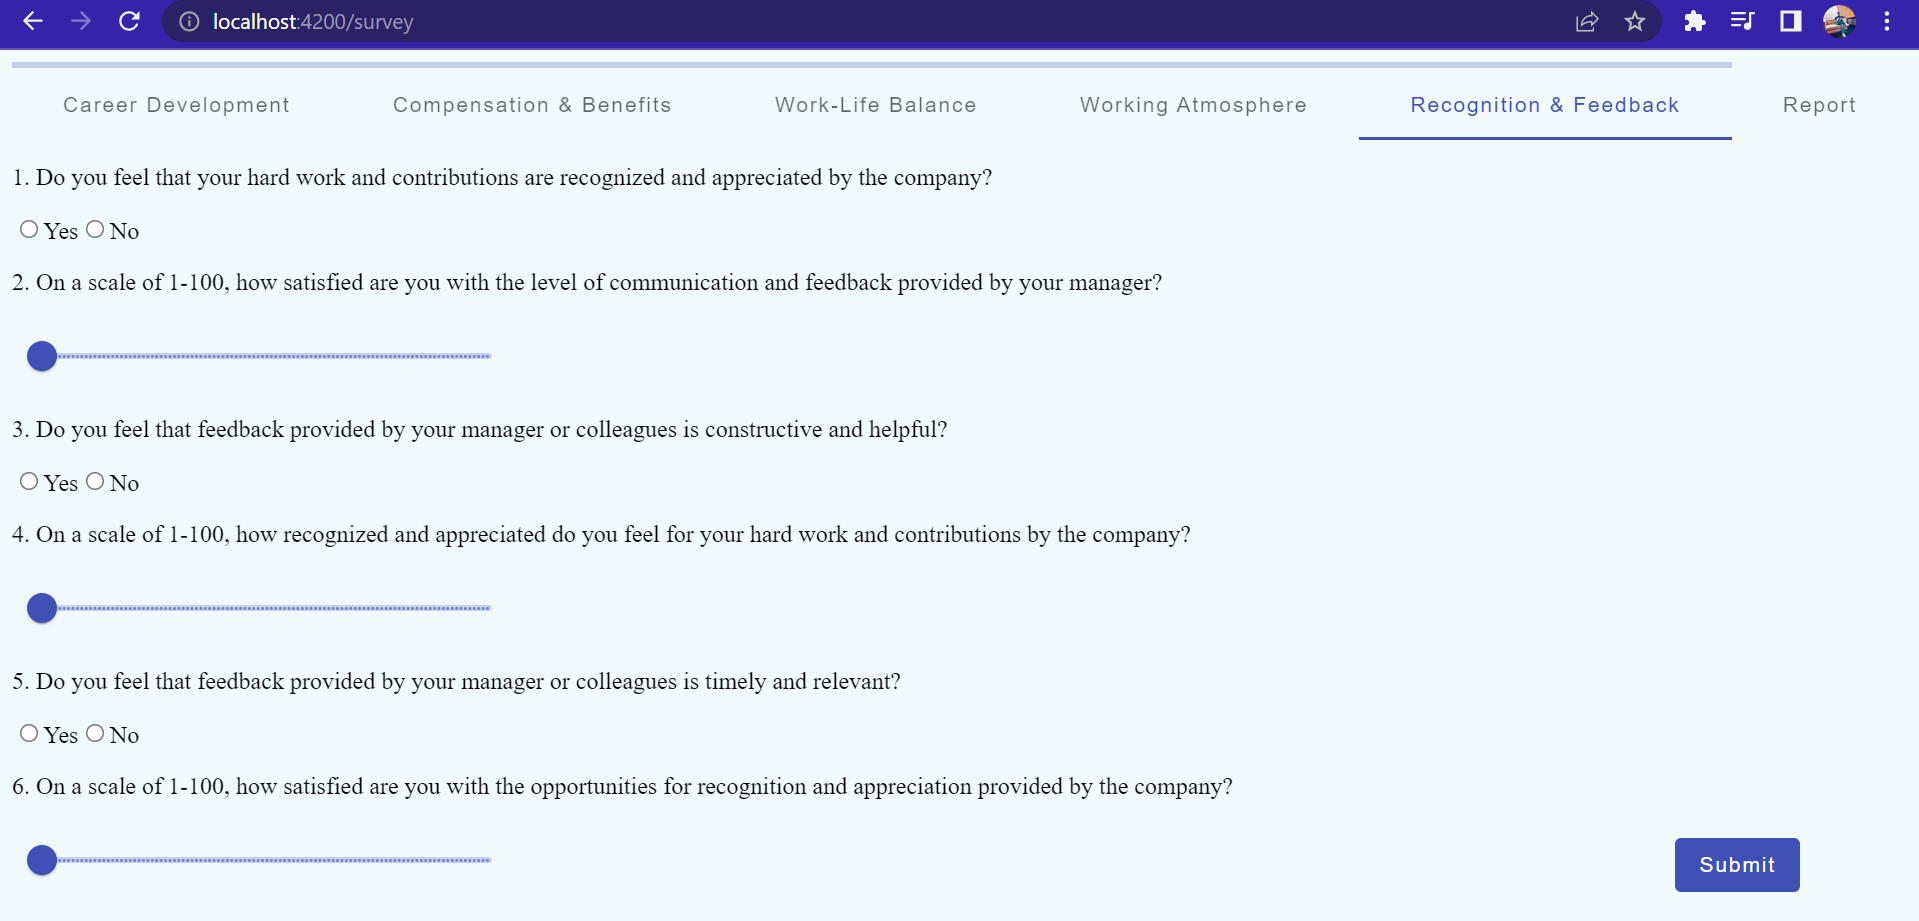 localhost:4200/survey
Career Development Compensation & Benefits Work-Life Balance Working Atmosphere Recognition & Feedback Report
1. Do you feel that your hard work and contributions are recognized and appreciated by the company?
Yes No
2. On a scale of 1-100, how satisfied are you with the level of communication and feedback provided by your manager?
3. Do you feel that feedback provided by your manager or colleagues is constructive and helpful?
Yes No
4. On a scale of 1-100, how recognized and appreciated do you feel for your hard work and contributions by the company?
5. Do you feel that feedback provided by your manager or colleagues is timely and relevant?
Yes No
6. On a scale of 1-100, how satisfied are you with the opportunities for recognition and appreciation provided by the company?
Submit